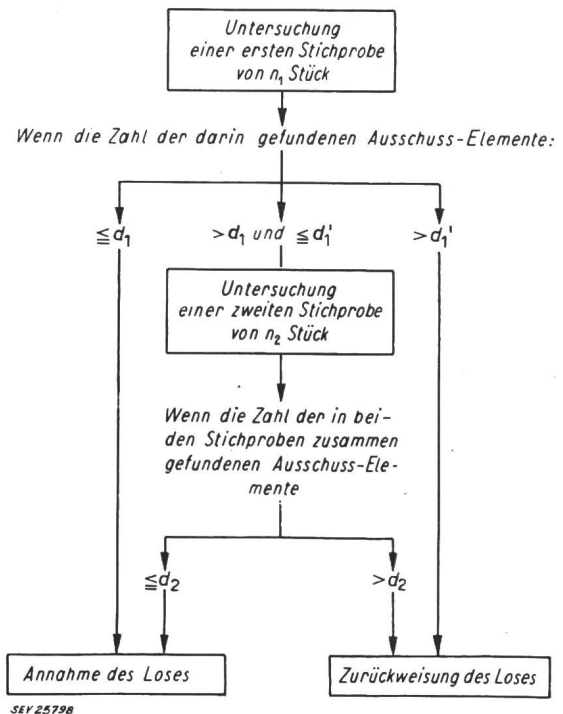 Untersuchung
einer ersten Stichprobe
von n₁ Stück
Wenn die Zahl der darin gefundenen Ausschuss-Elemente:
≦d₁ >d₁ und ≦d₁' >d₁'
Untersuchung
einer zweiten Stichprobe
von n₂ Stück
Wenn die Zahl der in bei-
den Stichproben zusammen
gefundenen Ausschuss-Ele-
mente
≦d₂ >d₂
Annahme des Loses Zurückweisung des Loses
SEV 25798